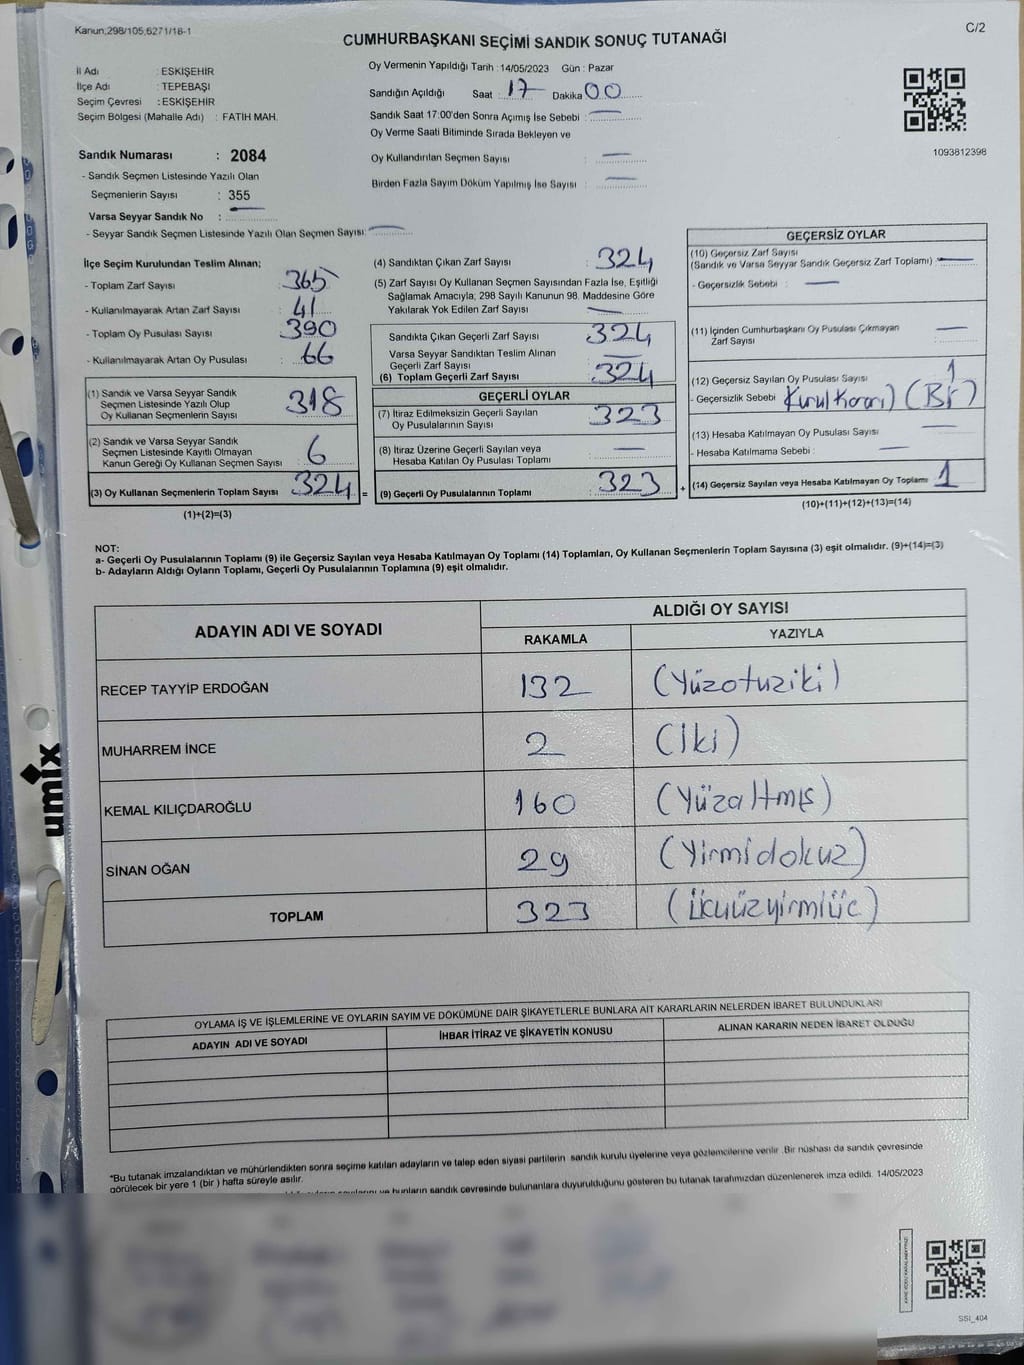 Kanun,298/105,5271/18-1
C/2
CUMHURBAŞKANI SEÇİMİ SANDIK SONUÇ TUTANAĞI
İl Adı : ESKİŞEHİR
İlçe Adı : TEPEBAŞI
Seçim Çevresi : ESKİŞEHİR
Seçim Bölgesi (Mahalle Adı) : FATİH MAH.
Oy Vermenin Yapıldığı Tarih : 14/05/2023 Gün : Pazar
Sandığın Açıldığı Saat : 17 Dakika 00
Sandık Saat 17:00'den Sonra Açımış İse Sebebi :
Oy Verme Saati Bitiminde Sırada Bekleyen ve
Oy Kullandırılan Seçmen Sayısı :
Birden Fazla Sayım Döküm Yapılmış İse Sayısı :
1093812398
Sandık Numarası : 2084
- Sandık Seçmen Listesinde Yazılı Olan
Seçmenlerin Sayısı : 355
Varsa Seyyar Sandık No :
- Seyyar Sandık Seçmen Listesinde Yazılı Olan Seçmen Sayısı:
İlçe Seçim Kurulundan Teslim Alınan;
- Toplam Zarf Sayısı : 365
- Kullanılmayarak Artan Zarf Sayısı : 41
- Toplam Oy Pusulası Sayısı : 390
- Kullanılmayarak Artan Oy Pusulası : 66
(1) Sandık ve Varsa Seyyar Sandık
Seçmen Listesinde Yazılı Olup
Oy Kullanan Seçmenlerin Sayısı : 318
(2) Sandık ve Varsa Seyyar Sandık
Seçmen Listesinde Kayıtlı Olmayan
Kanun Gereği Oy Kullanan Seçmen Sayısı : 6
(3) Oy Kullanan Seçmenlerin Toplam Sayısı : 324 =
(1)+(2)=(3)
(4) Sandıktan Çıkan Zarf Sayısı : 324
(5) Zarf Sayısı Oy Kullanan Seçmen Sayısından Fazla İse, Eşitliği
Sağlamak Amacıyla; 298 Sayılı Kanunun 98. Maddesine Göre
Yakılarak Yok Edilen Zarf Sayısı :
Sandıkta Çıkan Geçerli Zarf Sayısı : 324
Varsa Seyyar Sandıktan Teslim Alınan
Geçerli Zarf Sayısı :
(6) Toplam Geçerli Zarf Sayısı : 324
GEÇERLİ OYLAR
(7) İtiraz Edilmeksizin Geçerli Sayılan
Oy Pusulalarının Sayısı : 323
(8) İtiraz Üzerine Geçerli Sayılan veya
Hesaba Katılan Oy Pusulası Toplamı :
(9) Geçerli Oy Pusulalarının Toplamı : 323 +
GEÇERSİZ OYLAR
(10) Geçersiz Zarf Sayısı
(Sandık ve Varsa Seyyar Sandık Geçersiz Zarf Toplamı) :
- Geçersizlik Sebebi :
(11) İçinden Cumhurbaşkanı Oy Pusulası Çıkmayan
Zarf Sayısı :
(12) Geçersiz Sayılan Oy Pusulası Sayısı : 1
- Geçersizlik Sebebi Kurul Kararı) (Bir)
(13) Hesaba Katılmayan Oy Pusulası Sayısı :
- Hesaba Katılmama Sebebi :
(14) Geçersiz Sayılan veya Hesaba Katılmayan Oy Toplamı : 1
(10)+(11)+(12)+(13)=(14)
NOT:
a- Geçerli Oy Pusulalarının Toplamı (9) ile Geçersiz Sayılan veya Hesaba Katılmayan Oy Toplamı (14) Toplamları, Oy Kullanan Seçmenlerin Toplam Sayısına (3) eşit olmalıdır. (9)+(14)=(3)
b- Adayların Aldığı Oyların Toplamı, Geçerli Oy Pusulalarının Toplamına (9) eşit olmalıdır.
ADAYIN ADI VE SOYADI
ALDIĞI OY SAYISI
RAKAMLA YAZIYLA
RECEP TAYYİP ERDOĞAN 132 (Yüzotuziki)
MUHARREM İNCE 2 (İki)
KEMAL KILIÇDAROĞLU 160 (Yüzaltmış)
SİNAN OĞAN 29 (Yirmidokuz)
TOPLAM 323 (Üçyüzyirmiüç)
OYLAMA İŞ VE İŞLEMLERİNE VE OYLARIN SAYIM VE DÖKÜMÜNE DAİR ŞİKAYETLERLE BUNLARA AİT KARARLARIN NELERDEN İBARET BULUNDUKLARI
ADAYIN ADI VE SOYADI İHBAR İTİRAZ VE ŞİKAYETİN KONUSU ALINAN KARARIN NEDEN İBARET OLDUĞU
*Bu tutanak imzalandıktan ve mühürlendikten sonra seçime katılan adayların ve talep eden siyasi partilerin sandık kurulu üyelerine veya gözlemcilerine verilir .Bir nüshası da sandık çevresinde
görülecek bir yere 1 (bir ) hafta süreyle asılır.
bunların sandık çevresinde bulunanlara duyurulduğunu gösteren bu tutanak tarafımızdan düzenlenerek imza edildi. 14/05/2023
SSI_404
umix